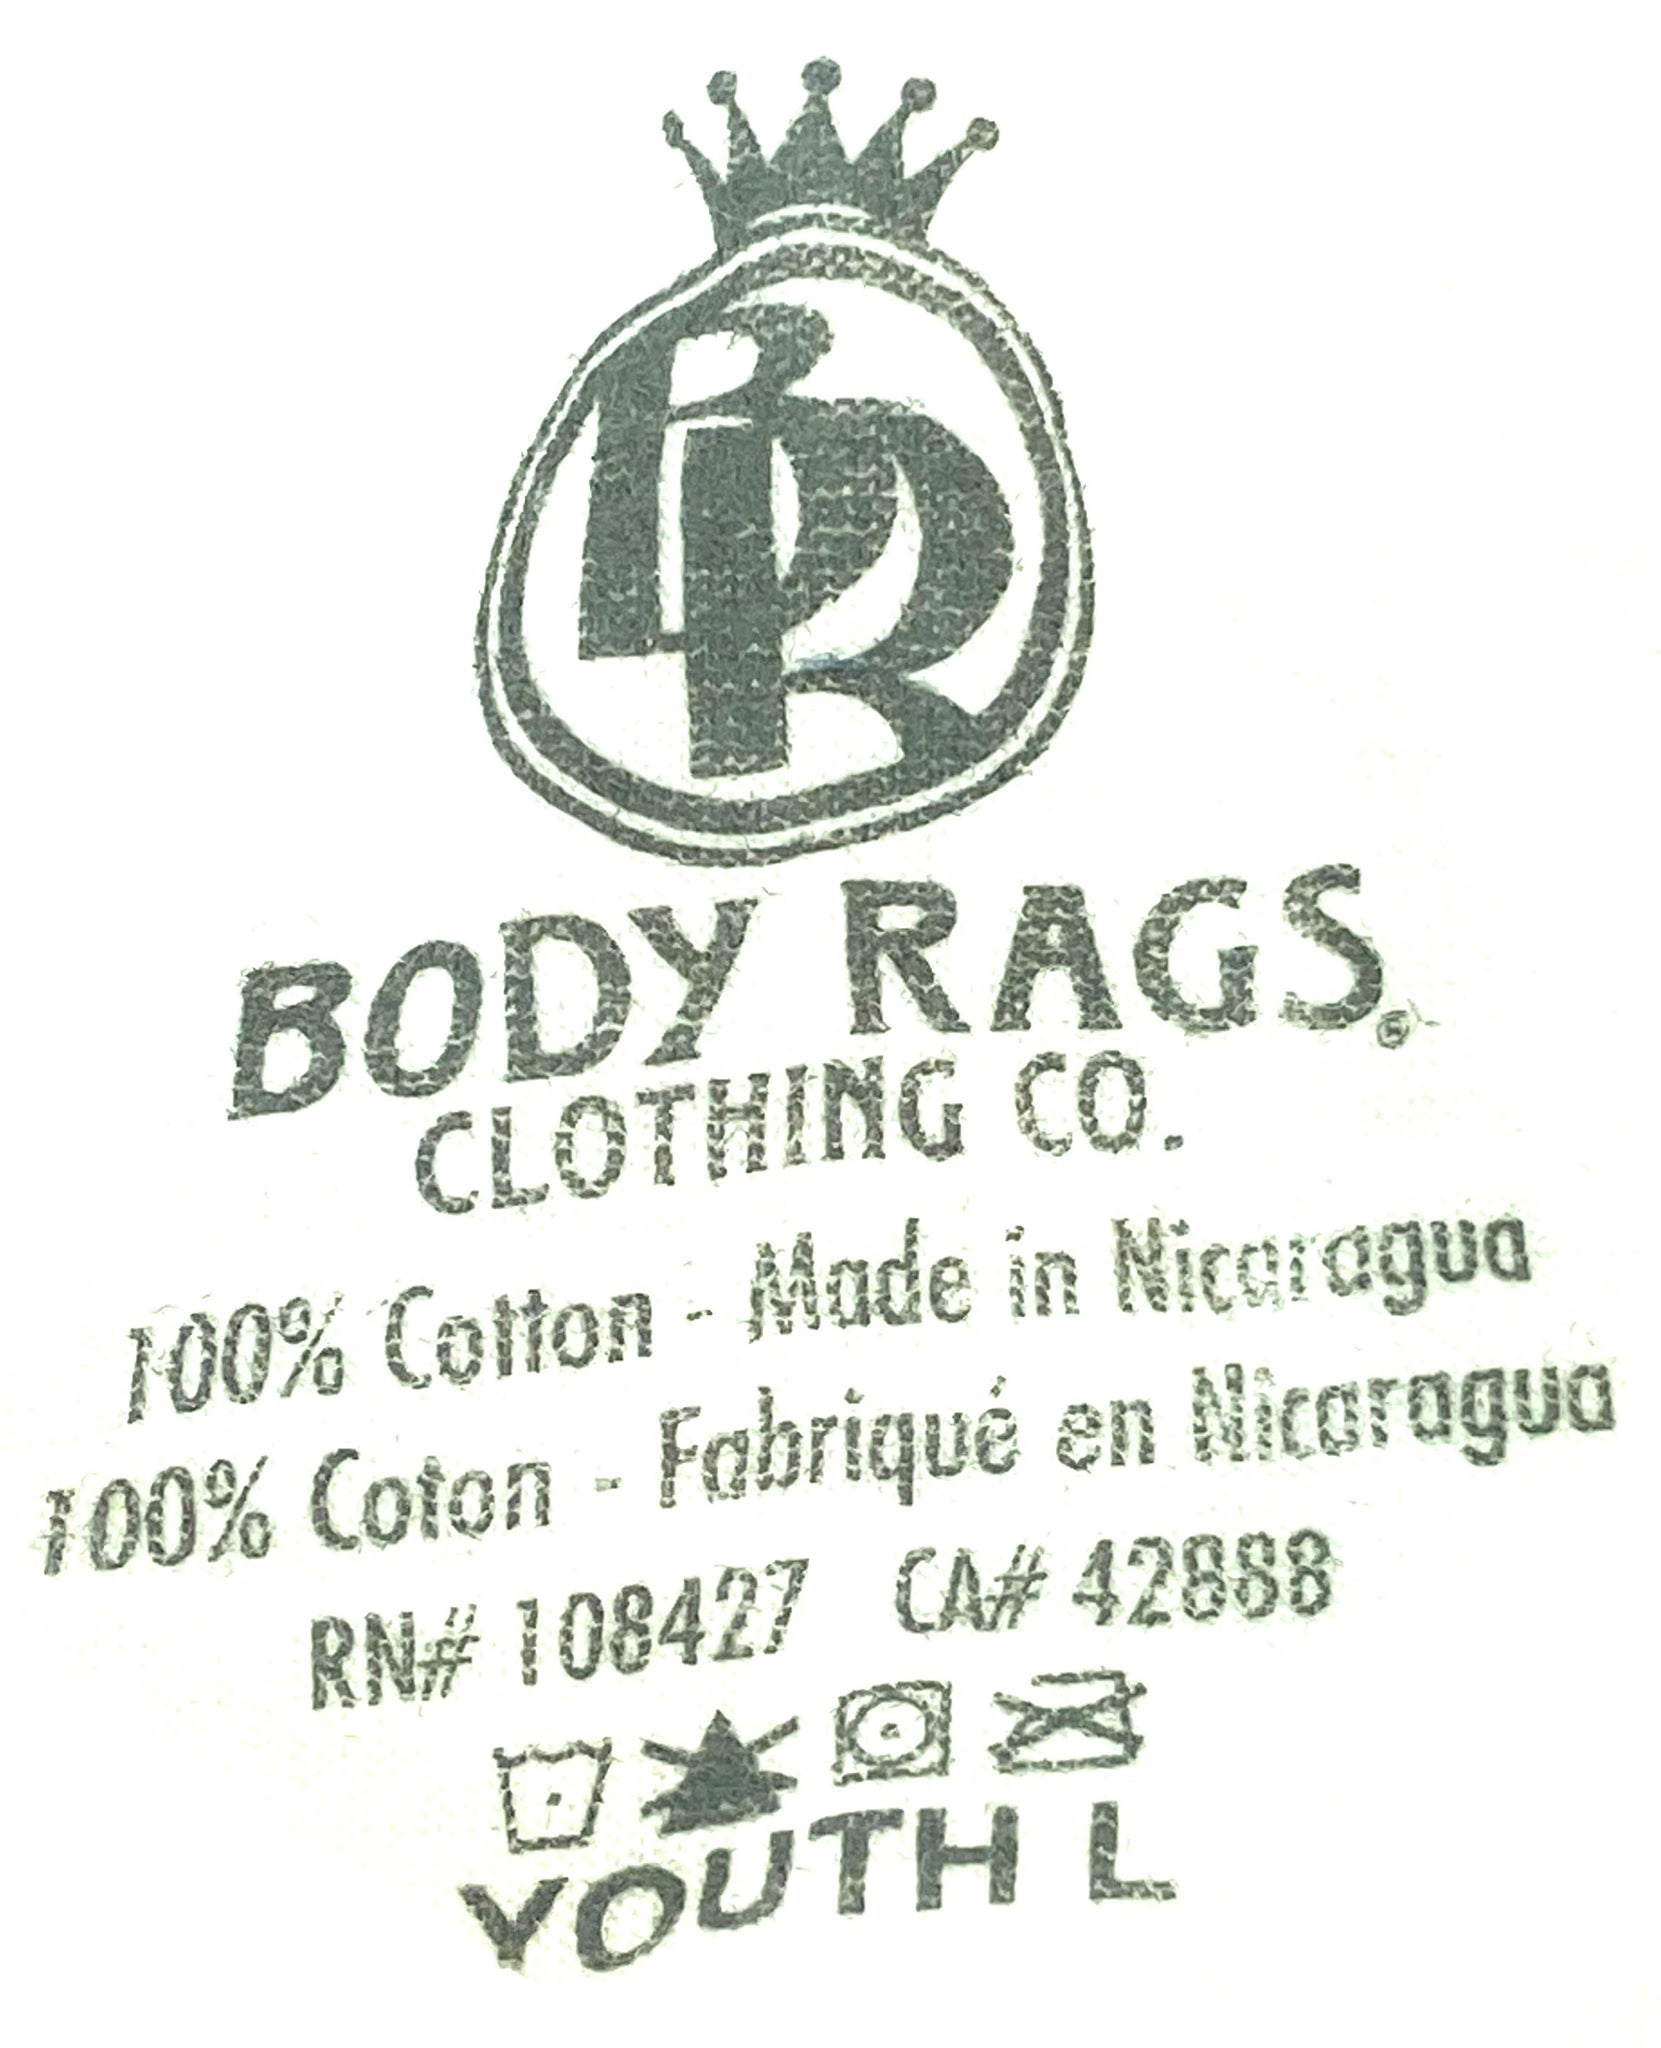 BR
BODY RAGS®
CLOTHING CO.
100% Cotton - Made in Nicaragua
100% Coton - Fabriqué en Nicaragua
RN# 108427 CA# 42888
YOUTH L